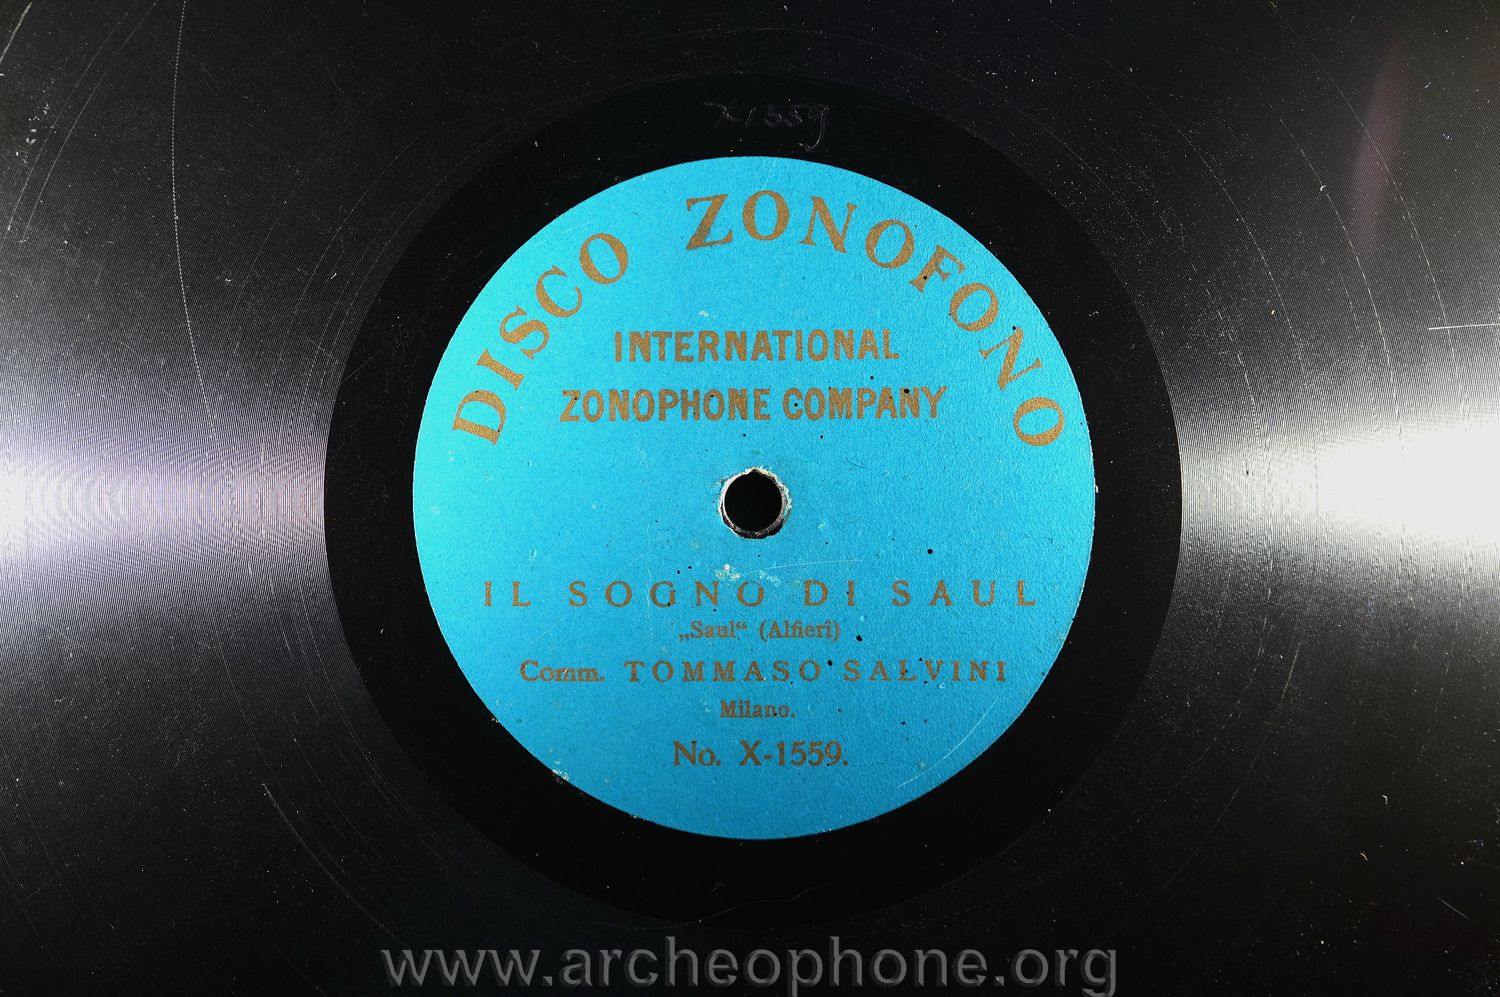 X1559
DISCO ZONOFONO
INTERNATIONAL
ZONOPHONE COMPANY
IL SOGNO DI SAUL
„Saul“ (Alfieri)
Comm. TOMMASO SALVINI
Milano.
No. X-1559.
www.archeophone.org